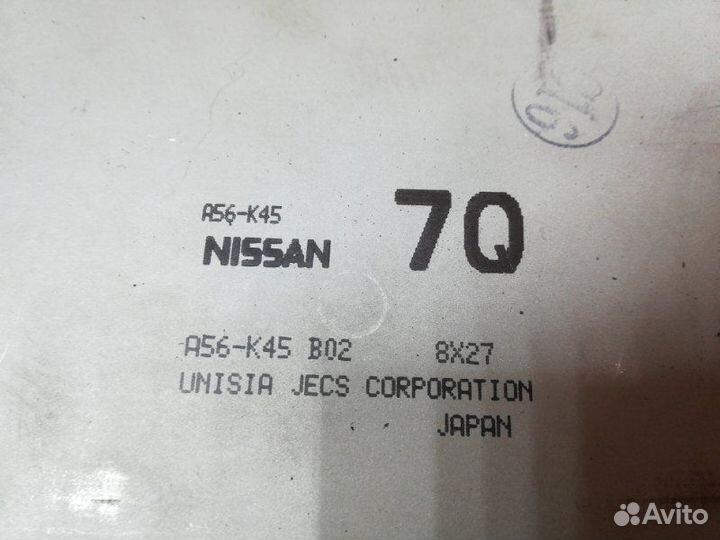 A56-K45
NISSAN 7Q
A56-K45 B02 8X27
UNISIA JECS CORPORATION
JAPAN
Avito